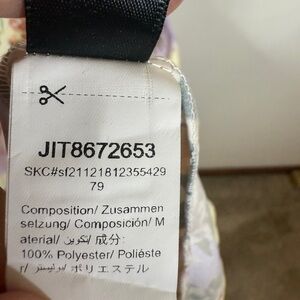 JIT8672653
SKC#sf21121812355429
79
Composition/ Zusammen
setzung/ Composición/ M
aterial/ تكوين/ 成分:
100% Polyester/ Poliéste
r/ بوليستر/ ポリエステル